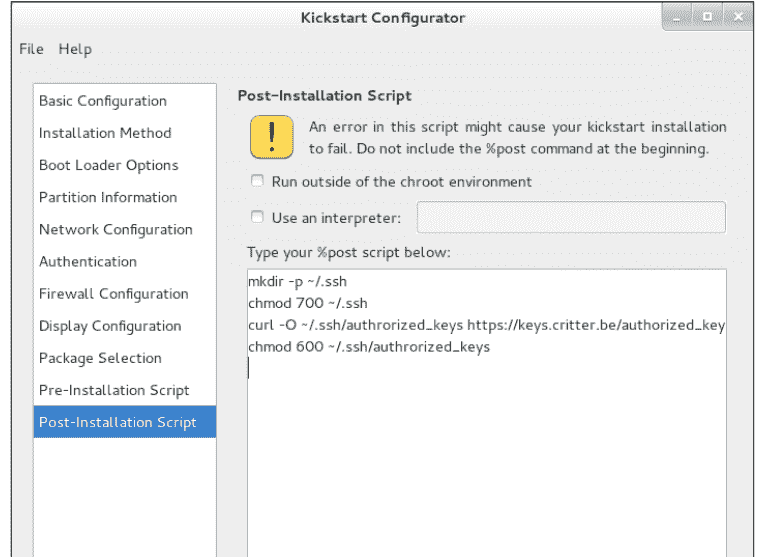 Kickstart Configurator
File Help
Basic Configuration
Installation Method
Boot Loader Options
Partition Information
Network Configuration
Authentication
Firewall Configuration
Display Configuration
Package Selection
Pre-Installation Script
Post-Installation Script
Post-Installation Script
An error in this script might cause your kickstart installation
to fail. Do not include the %post command at the beginning.
Run outside of the chroot environment
Use an interpreter:
Type your %post script below:
mkdir -p ~/.ssh
chmod 700 ~/.ssh
curl -O ~/.ssh/authrorized_keys https://keys.critter.be/authorized_key
chmod 600 ~/.ssh/authrorized_keys